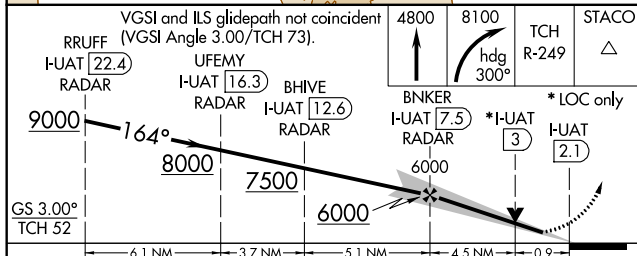 VGSI and ILS glidepath not coincident
(VGSI Angle 3.00/TCH 73).
4800
8100
hdg
300°
TCH
R-249
STACO
RRUFF
I-UAT 22.4
RADAR
UFEMY
I-UAT 16.3
RADAR
BHIVE
I-UAT 12.6
RADAR
BNKER
I-UAT 7.5
RADAR
* LOC only
*I-UAT
3
I-UAT
2.1
9000
164°
8000
7500
6000
6000
GS 3.00°
TCH 52
6.1 NM
3.7 NM
5.1 NM
4.5 NM
0.9